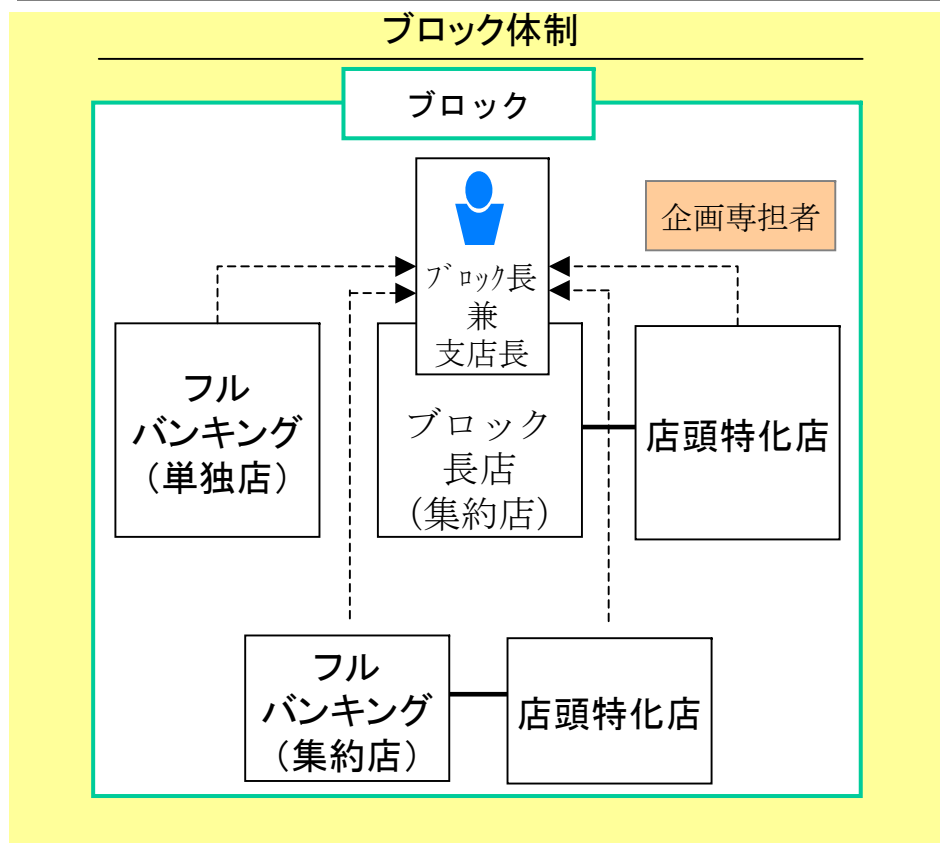 ブロック体制
ブロック
企画専担者
ﾌﾞﾛｯｸ長
兼
支店長
フル
バンキング
（単独店）
ブロック
長店
（集約店）
店頭特化店
フル
バンキング
（集約店）
店頭特化店